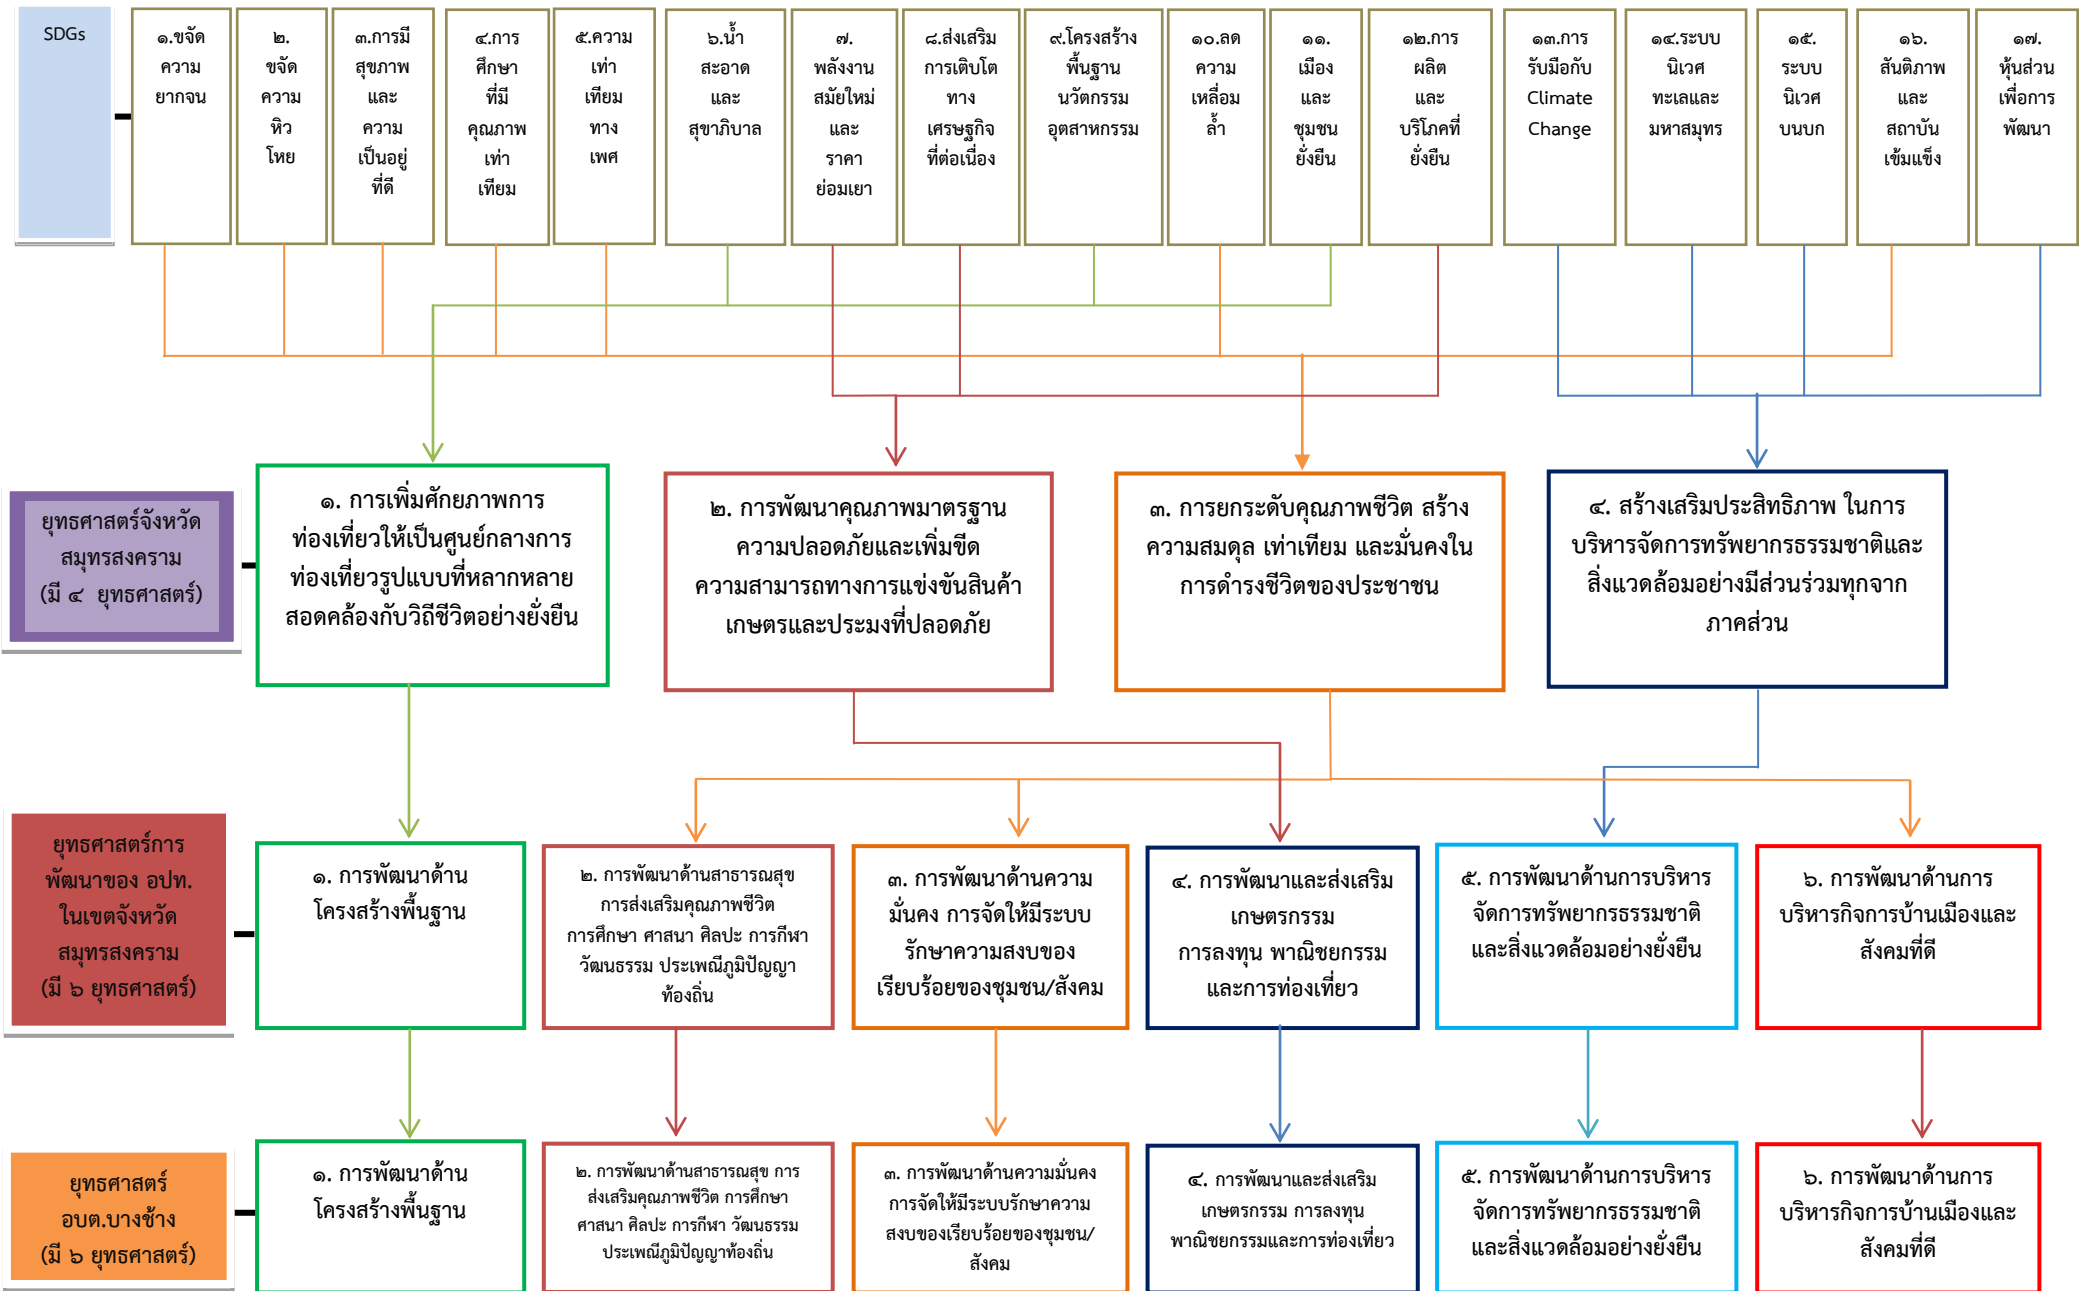 SDGs
๑.ขจัด
ความ
ยากจน
๒.
ขจัด
ความ
หิว
โหย
๓.การมี
สุขภาพ
และ
ความ
เป็นอยู่
ที่ดี
๔.การ
ศึกษา
ที่มี
คุณภาพ
เท่า
เทียม
๕.ความ
เท่า
เทียม
ทาง
เพศ
๖.น้ำ
สะอาด
และ
สุขาภิบาล
๗.
พลังงาน
สมัยใหม่
และ
ราคา
ย่อมเยา
๘.ส่งเสริม
การเติบโต
ทาง
เศรษฐกิจ
ที่ต่อเนื่อง
๙.โครงสร้าง
พื้นฐาน
นวัตกรรม
อุตสาหกรรม
๑๐.ลด
ความ
เหลื่อม
ล้ำ
๑๑.
เมือง
และ
ชุมชน
ยั่งยืน
๑๒.การ
ผลิต
และ
บริโภคที่
ยั่งยืน
๑๓.การ
รับมือกับ
Climate
Change
๑๔.ระบบ
นิเวศ
ทะเลและ
มหาสมุทร
๑๕.
ระบบ
นิเวศ
บนบก
๑๖.
สันติภาพ
และ
สถาบัน
เข้มแข็ง
๑๗.
หุ้นส่วน
เพื่อการ
พัฒนา
ยุทธศาสตร์จังหวัด
สมุทรสงคราม
(มี ๔ ยุทธศาสตร์)
๑. การเพิ่มศักยภาพการ
ท่องเที่ยวให้เป็นศูนย์กลางการ
ท่องเที่ยวรูปแบบที่หลากหลาย
สอดคล้องกับวิถีชีวิตอย่างยั่งยืน
๒. การพัฒนาคุณภาพมาตรฐาน
ความปลอดภัยและเพิ่มขีด
ความสามารถทางการแข่งขันสินค้า
เกษตรและประมงที่ปลอดภัย
๓. การยกระดับคุณภาพชีวิต สร้าง
ความสมดุล เท่าเทียม และมั่นคงใน
การดำรงชีวิตของประชาชน
๔. สร้างเสริมประสิทธิภาพ ในการ
บริหารจัดการทรัพยากรธรรมชาติและ
สิ่งแวดล้อมอย่างมีส่วนร่วมทุกจาก
ภาคส่วน
ยุทธศาสตร์การ
พัฒนาของ อปท.
ในเขตจังหวัด
สมุทรสงคราม
(มี ๖ ยุทธศาสตร์)
๑. การพัฒนาด้าน
โครงสร้างพื้นฐาน
๒. การพัฒนาด้านสาธารณสุข
การส่งเสริมคุณภาพชีวิต
การศึกษา ศาสนา ศิลปะ การกีฬา
วัฒนธรรม ประเพณีภูมิปัญญา
ท้องถิ่น
๓. การพัฒนาด้านความ
มั่นคง การจัดให้มีระบบ
รักษาความสงบของ
เรียบร้อยของชุมชน/สังคม
๔. การพัฒนาและส่งเสริม
เกษตรกรรม
การลงทุน พาณิชยกรรม
และการท่องเที่ยว
๕. การพัฒนาด้านการบริหาร
จัดการทรัพยากรธรรมชาติ
และสิ่งแวดล้อมอย่างยั่งยืน
๖. การพัฒนาด้านการ
บริหารกิจการบ้านเมืองและ
สังคมที่ดี
ยุทธศาสตร์
อบต.บางช้าง
(มี ๖ ยุทธศาสตร์)
๑. การพัฒนาด้าน
โครงสร้างพื้นฐาน
๒. การพัฒนาด้านสาธารณสุข การ
ส่งเสริมคุณภาพชีวิต การศึกษา
ศาสนา ศิลปะ การกีฬา วัฒนธรรม
ประเพณีภูมิปัญญาท้องถิ่น
๓. การพัฒนาด้านความมั่นคง
การจัดให้มีระบบรักษาความ
สงบของเรียบร้อยของชุมชน/
สังคม
๔. การพัฒนาและส่งเสริม
เกษตรกรรม การลงทุน
พาณิชยกรรมและการท่องเที่ยว
๕. การพัฒนาด้านการบริหาร
จัดการทรัพยากรธรรมชาติ
และสิ่งแวดล้อมอย่างยั่งยืน
๖. การพัฒนาด้านการ
บริหารกิจการบ้านเมืองและ
สังคมที่ดี